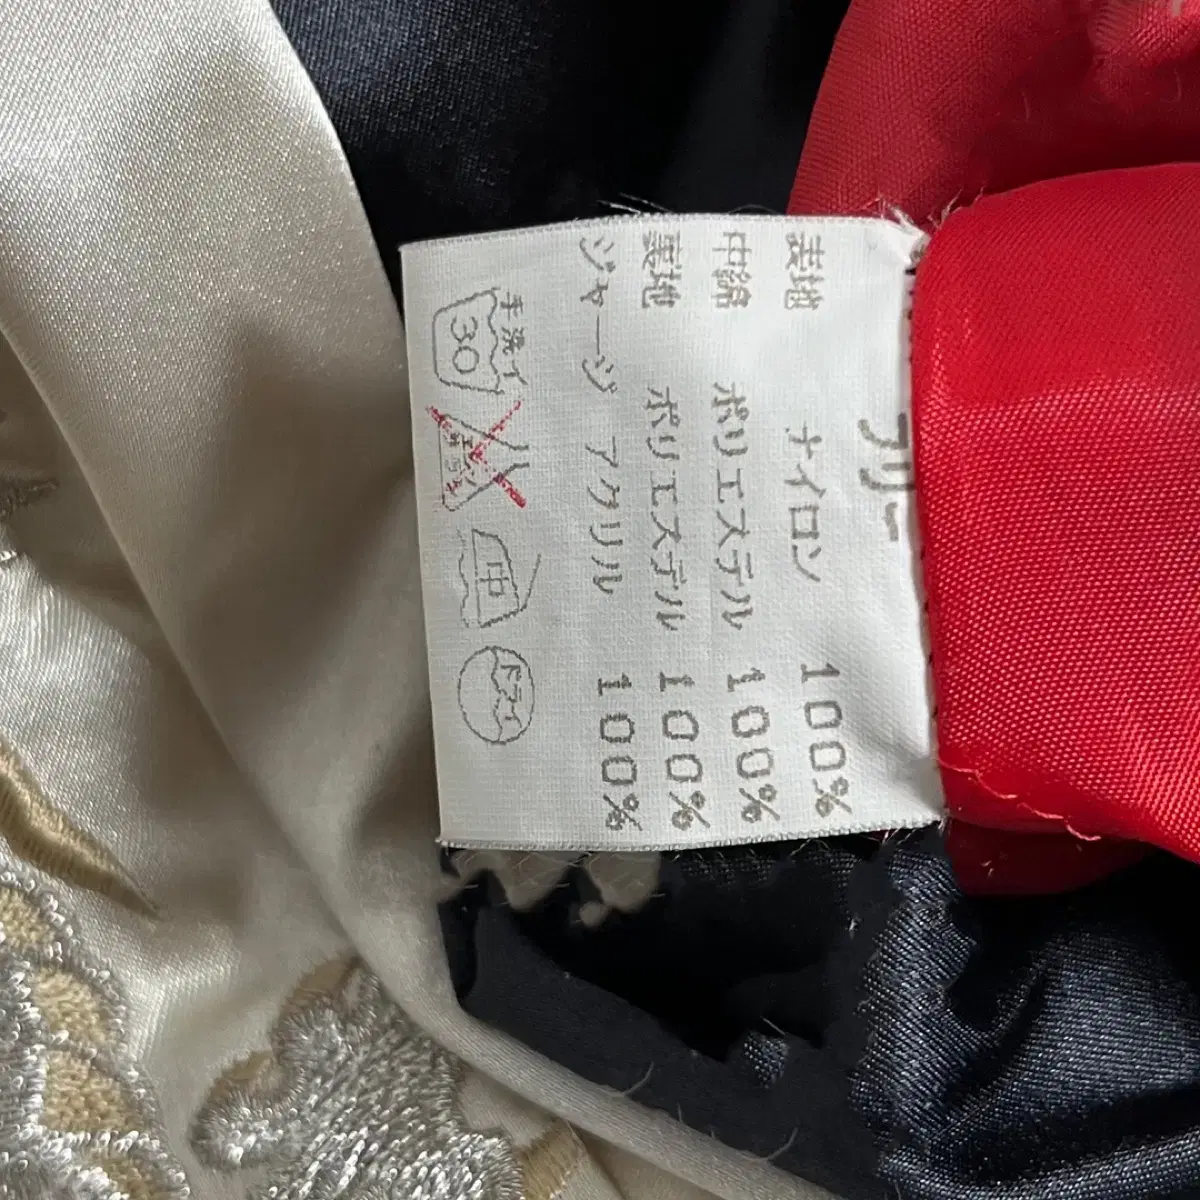 フリー
表地 ナイロン 100%
中綿 ポリエステル 100%
裏地 ポリエステル 100%
ジャージ アクリル 100%
手洗イ
30
中
ドライ